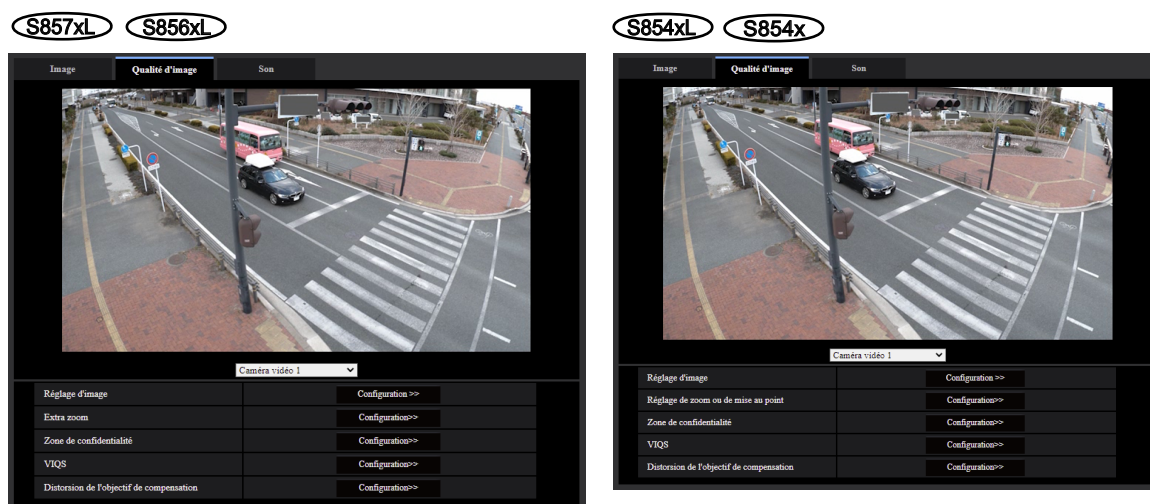 S857xL S856xL
Image Qualité d'image Son
Caméra vidéo 1
Réglage d'image Configuration >>
Extra zoom Configuration>>
Zone de confidentialité Configuration>>
VIQS Configuration>>
Distorsion de l'objectif de compensation Configuration>>
S854xL S854x
Image Qualité d'image Son
Caméra vidéo 1
Réglage d'image Configuration >>
Réglage de zoom ou de mise au point Configuration>>
Zone de confidentialité Configuration>>
VIQS Configuration>>
Distorsion de l'objectif de compensation Configuration>>